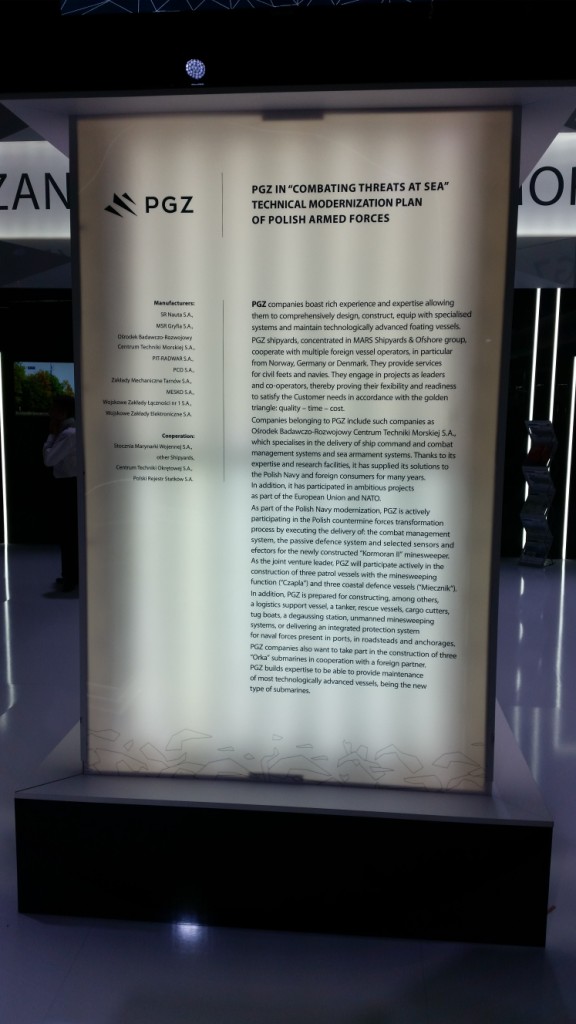 ZAN
ION
PGZ
PGZ IN "COMBATING THREATS AT SEA"
TECHNICAL MODERNIZATION PLAN
OF POLISH ARMED FORCES
Manufacturers:
SR Nauta S.A.,
MSR Gryfia S.A.,
Ośrodek Badawczo-Rozwojowy
Centrum Techniki Morskiej S.A.,
PIT-RADWAR S.A.,
PCO S.A.,
Zakłady Mechaniczne Tarnów S.A.,
MESKO S.A.,
Wojskowe Zakłady Łączności nr 1 S.A.,
Wojskowe Zakłady Elektroniczne S.A.
Cooperation:
Stocznia Marynarki Wojennej S.A.,
other Shipyards,
Centrum Techniki Okrętowej S.A.,
Polski Rejestr Statków S.A.
PGZ companies boast rich experience and expertise allowing
them to comprehensively design, construct, equip with specialised
systems and maintain technologically advanced foating vessels.
PGZ shipyards, concentrated in MARS Shipyards & Ofshore group,
cooperate with multiple foreign vessel operators, in particular
from Norway, Germany or Denmark. They provide services
for civil feets and navies. They engage in projects as leaders
and co-operators, thereby proving their fexibility and readiness
to satisfy the Customer needs in accordance with the golden
triangle: quality – time – cost.
Companies belonging to PGZ include such companies as
Ośrodek Badawczo-Rozwojowy Centrum Techniki Morskiej S.A.,
which specialises in the delivery of ship command and combat
management systems and sea armament systems. Thanks to its
expertise and research facilities, it has supplied its solutions to
the Polish Navy and foreign consumers for many years.
In addition, it has participated in ambitious projects
as part of the European Union and NATO.
As part of the Polish Navy modernization, PGZ is actively
participating in the Polish countermine forces transformation
process by executing the delivery of: the combat management
system, the passive defence system and selected sensors and
efectors for the newly constructed "Kormoran II" minesweeper.
As the joint venture leader, PGZ will participate actively in the
construction of three patrol vessels with the minesweeping
function ("Czapla") and three coastal defence vessels ("Miecznik").
In addition, PGZ is prepared for constructing, among others,
a logistics support vessel, a tanker, rescue vessels, cargo cutters,
tug boats, a degaussing station, unmanned minesweeping
systems, or delivering an integrated protection system
for naval forces present in ports, in roadsteads and anchorages.
PGZ companies also want to take part in the construction of three
"Orka" submarines in cooperation with a foreign partner.
PGZ builds expertise to be able to provide maintenance
of most technologically advanced vessels, being the new
type of submarines.